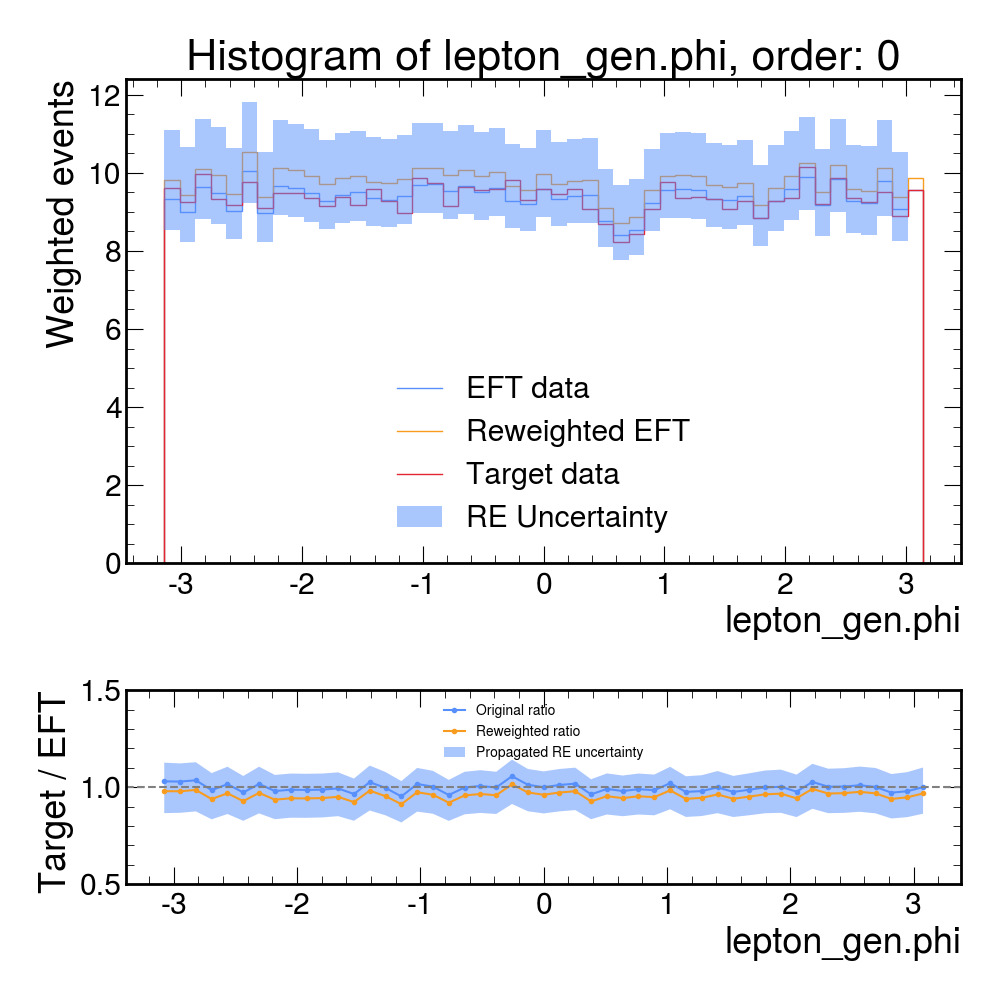 Histogram of lepton_gen.phi, order: 0
Weighted events
12
10
8
6
4
2
0
EFT data
Reweighted EFT
Target data
RE Uncertainty
-3 -2 -1 0 1 2 3
lepton_gen.phi
Target / EFT
1.5
1.0
0.5
Original ratio
Reweighted ratio
Propagated RE uncertainty
-3 -2 -1 0 1 2 3
lepton_gen.phi